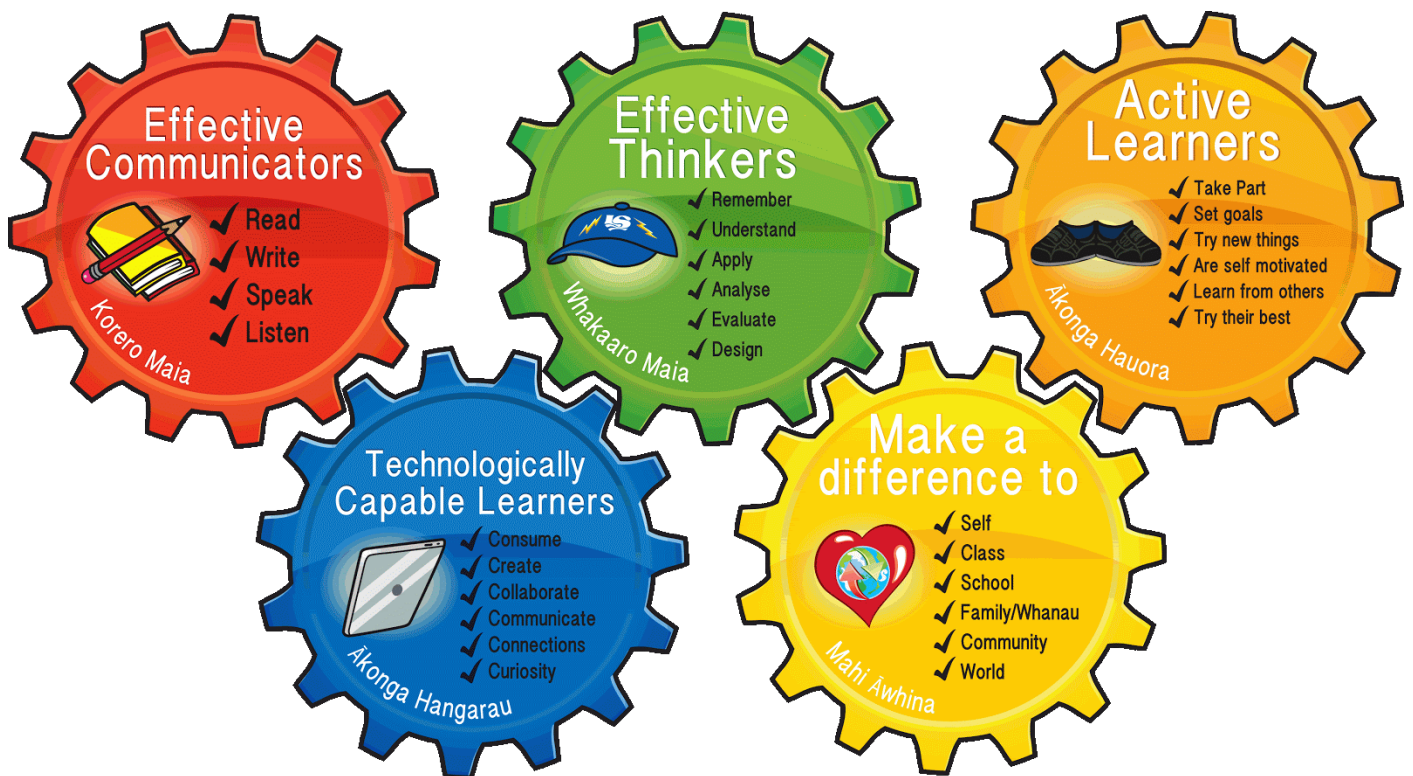 Effective
Communicators
Read
Write
Speak
Listen
Korero Maia
Effective
Thinkers
Remember
Understand
Apply
Analyse
Evaluate
Design
Whakaaro Maia
Active
Learners
Take Part
Set goals
Try new things
Are self motivated
Learn from others
Try their best
Ākonga Hauora
Technologically
Capable Learners
Consume
Create
Collaborate
Communicate
Connections
Curiosity
Ākonga Hangarau
Make a
difference to
Self
Class
School
Family/Whanau
Community
World
Mahi Āwhina